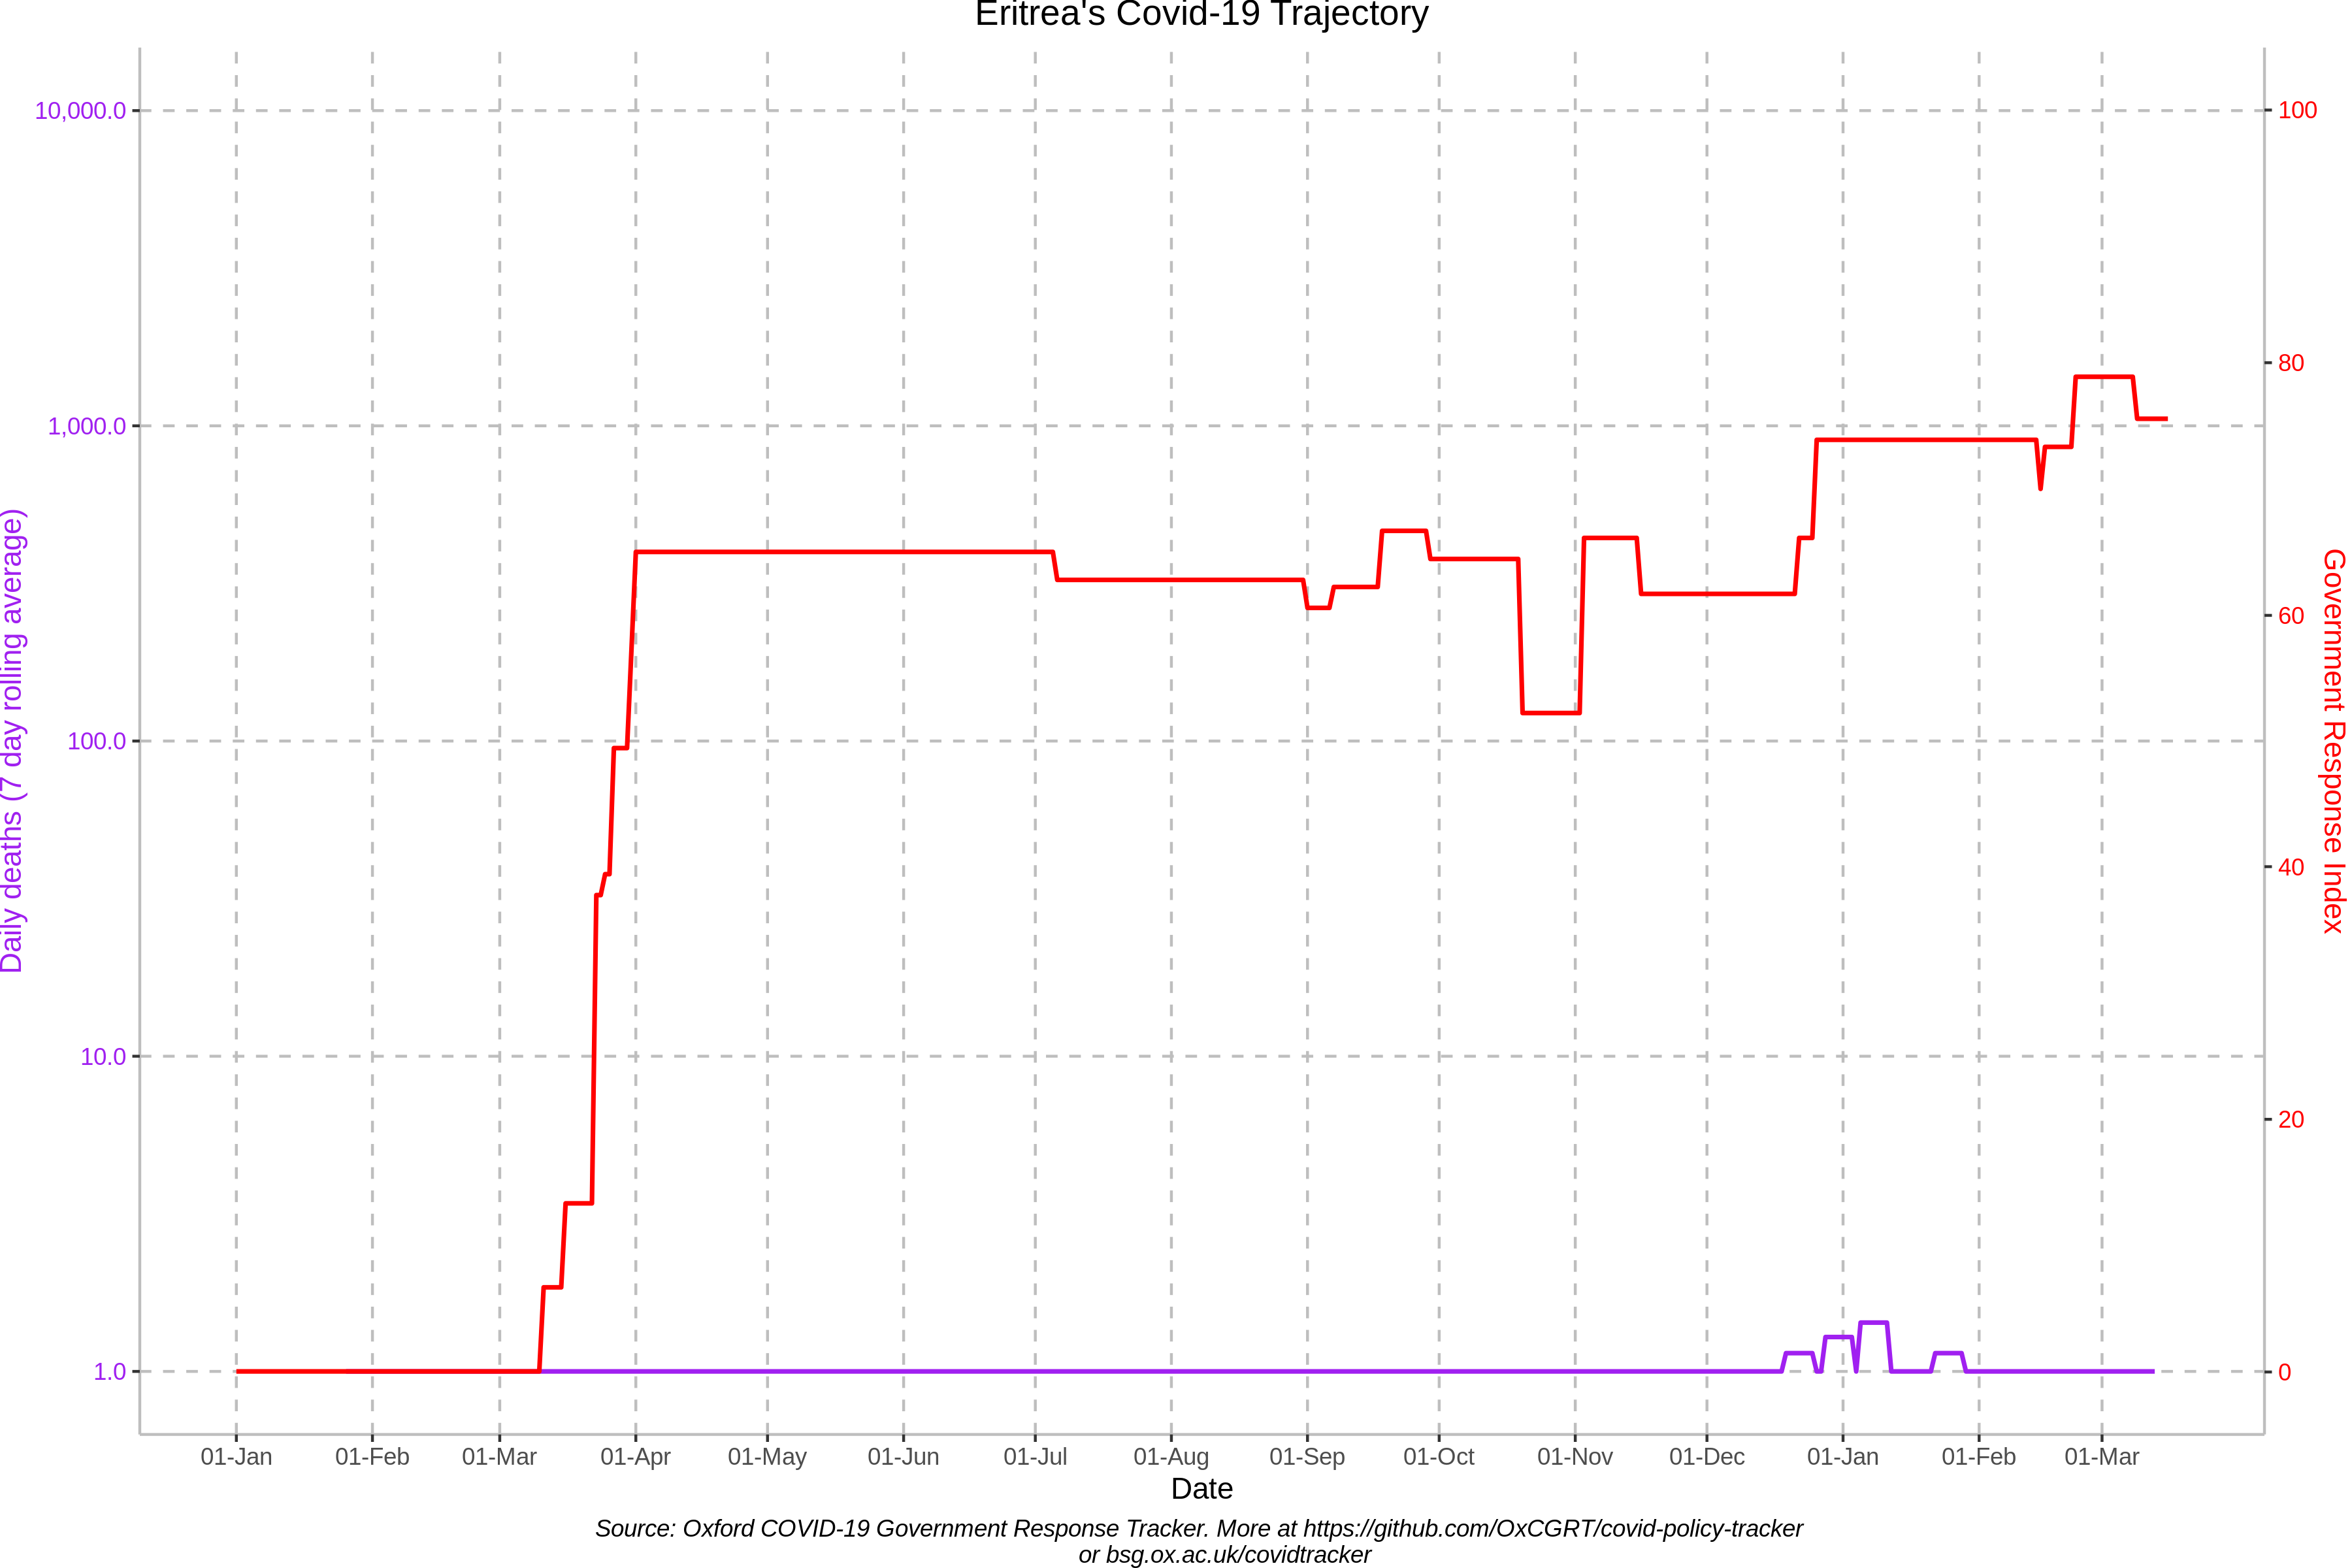 Eritrea's Covid-19 Trajectory
10,000.0
1,000.0
100.0
10.0
1.0
Daily deaths (7 day rolling average)
100
80
60
40
20
0
Government Response Index
01-Jan 01-Feb 01-Mar 01-Apr 01-May 01-Jun 01-Jul 01-Aug 01-Sep 01-Oct 01-Nov 01-Dec 01-Jan 01-Feb 01-Mar
Date
Source: Oxford COVID-19 Government Response Tracker. More at https://github.com/OxCGRT/covid-policy-tracker
or bsg.ox.ac.uk/covidtracker